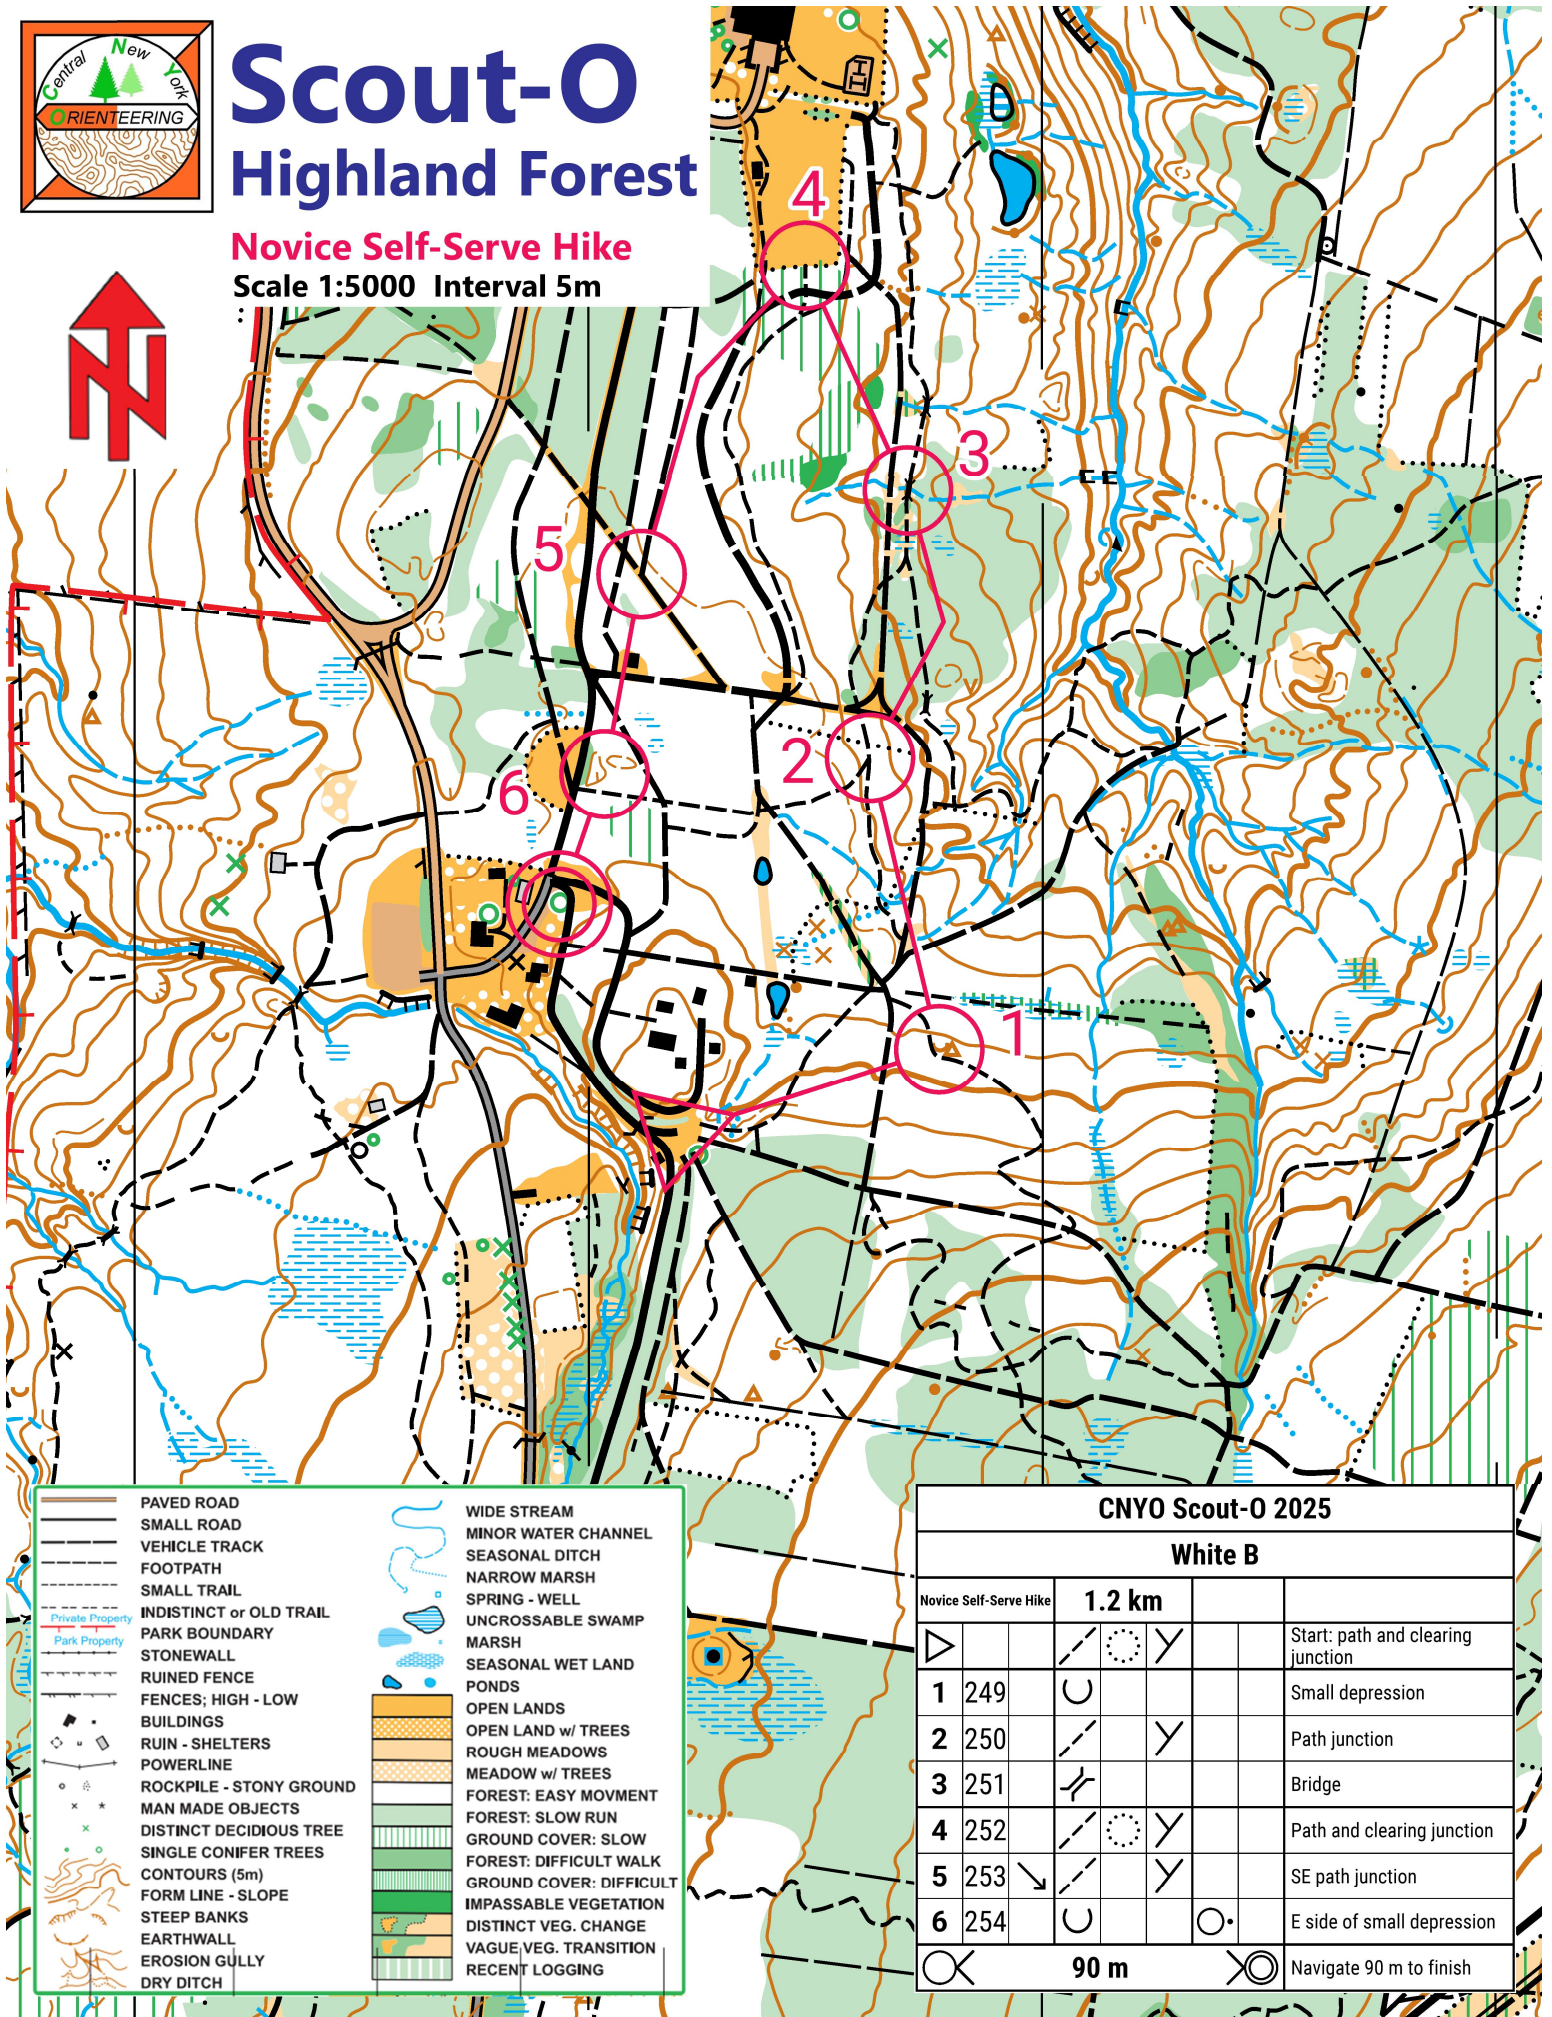 Central New York
ORIENTEERING
Scout-O
Highland Forest
Novice Self-Serve Hike
Scale 1:5000 Interval 5m
N
4
3
5
2
6
1
PAVED ROAD
SMALL ROAD
VEHICLE TRACK
FOOTPATH
SMALL TRAIL
INDISTINCT or OLD TRAIL
Private Property
PARK BOUNDARY
Park Property
STONEWALL
RUINED FENCE
FENCES; HIGH - LOW
BUILDINGS
RUIN - SHELTERS
POWERLINE
ROCKPILE - STONY GROUND
MAN MADE OBJECTS
DISTINCT DECIDIOUS TREE
SINGLE CONIFER TREES
CONTOURS (5m)
FORM LINE - SLOPE
STEEP BANKS
EARTHWALL
EROSION GULLY
DRY DITCH
WIDE STREAM
MINOR WATER CHANNEL
SEASONAL DITCH
NARROW MARSH
SPRING - WELL
UNCROSSABLE SWAMP
MARSH
SEASONAL WET LAND
PONDS
OPEN LANDS
OPEN LAND w/ TREES
ROUGH MEADOWS
MEADOW w/ TREES
FOREST: EASY MOVMENT
FOREST: SLOW RUN
GROUND COVER: SLOW
FOREST: DIFFICULT WALK
GROUND COVER: DIFFICULT
IMPASSABLE VEGETATION
DISTINCT VEG. CHANGE
VAGUE VEG. TRANSITION
RECENT LOGGING
CNYO Scout-O 2025
White B
Novice Self-Serve Hike 1.2 km
Start: path and clearing
junction
1 249 Small depression
2 250 Path junction
3 251 Bridge
4 252 Path and clearing junction
5 253 SE path junction
6 254 E side of small depression
90 m Navigate 90 m to finish